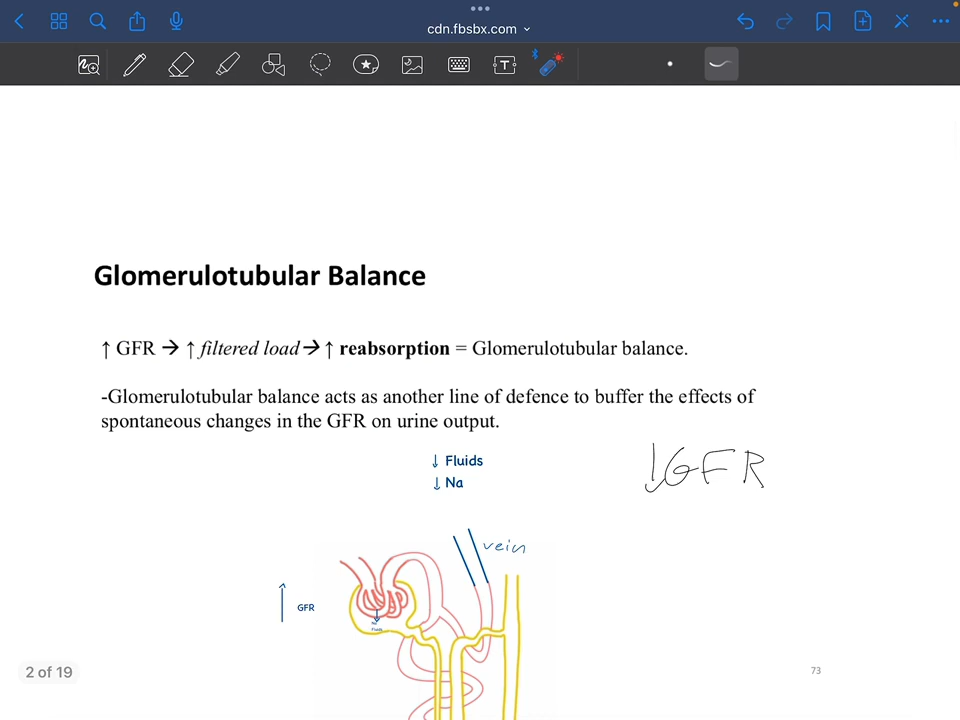 cdn.fbsbx.com
T
Glomerulotubular Balance
↑ GFR → ↑ filtered load → ↑ reabsorption = Glomerulotubular balance.
-Glomerulotubular balance acts as another line of defence to buffer the effects of
spontaneous changes in the GFR on urine output.
↓ Fluids
↓ Na
↓GFR
vein
↑ GFR
Na
Fluids
2 of 19
73